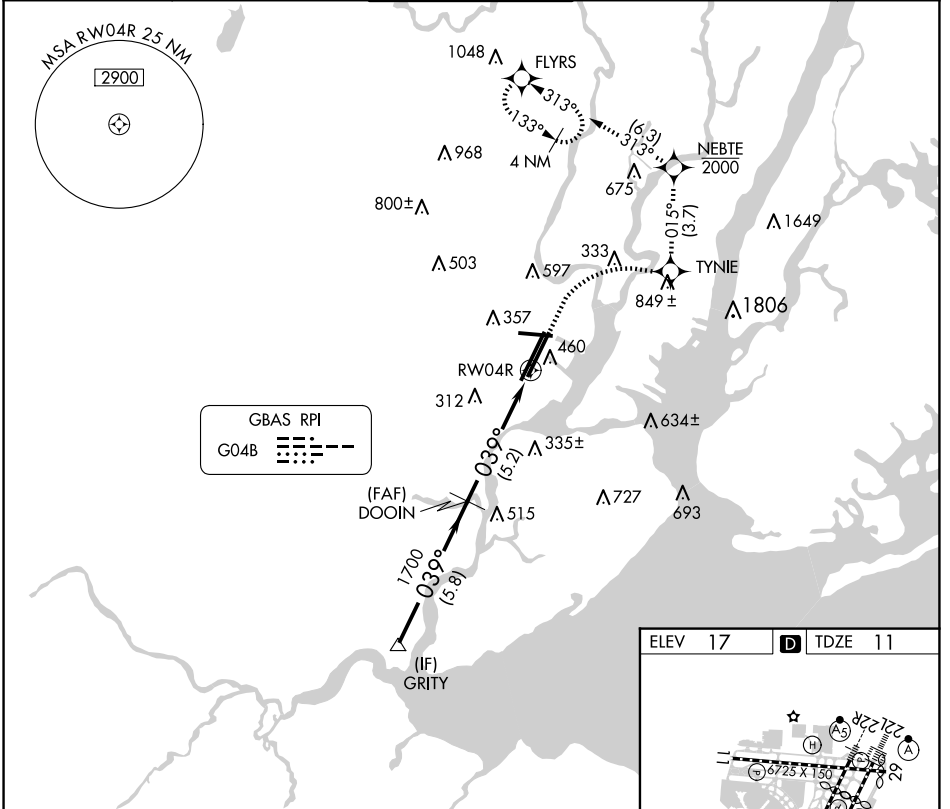 MSA RW04R 25 NM
2900
1048
FLYRS
313°
133°
4 NM
(6.3)
313°
NEBTE
2000
675
968
800±
015°
(3.7)
1649
503
597
333
TYNIE
849±
1806
357
460
RW04R
312
GBAS RPI
G04B
039°
(5.2)
335±
634±
(FAF)
DOOIN
515
727
693
1700
039°
(5.8)
(IF)
GRITY
ELEV 17
D
TDZE 11
A5
22R
22L
A
H
11
P
6725 X 150
P
29